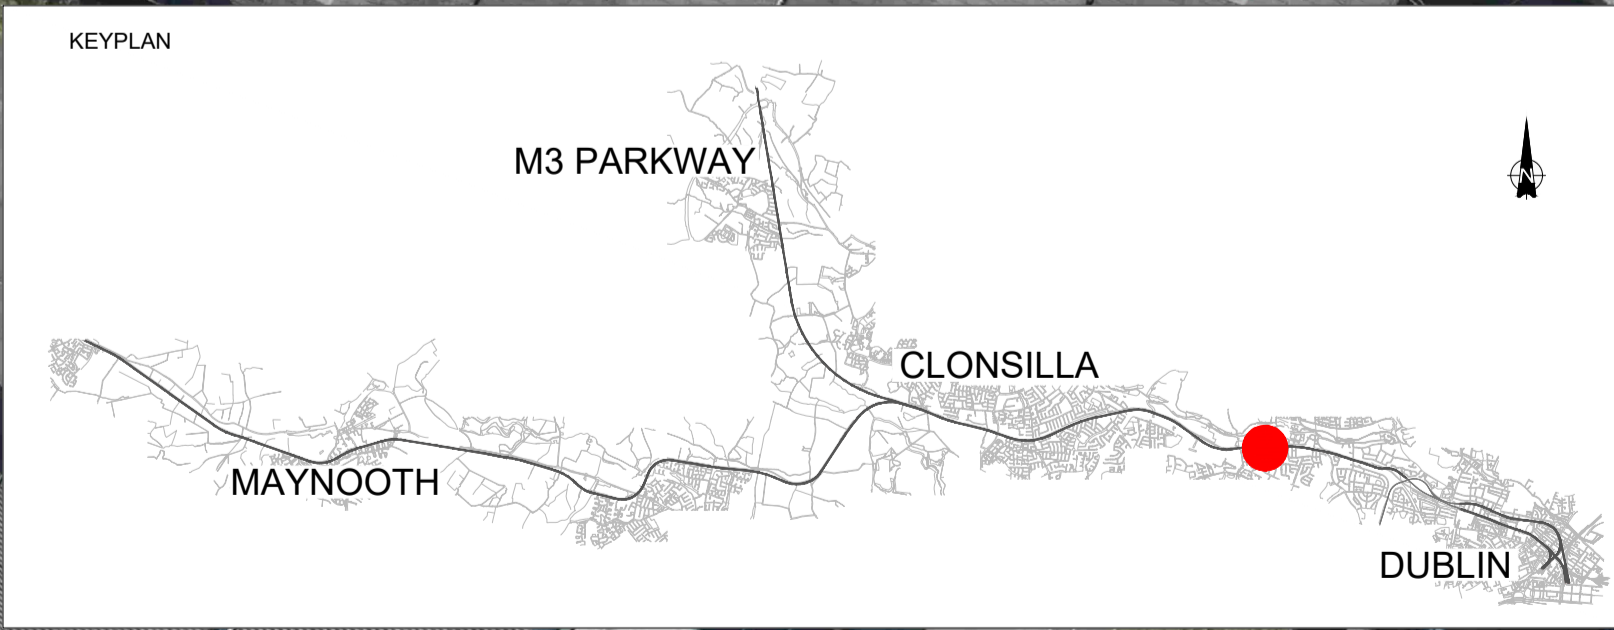 KEYPLAN
M3 PARKWAY
N
CLONSILLA
MAYNOOTH
DUBLIN